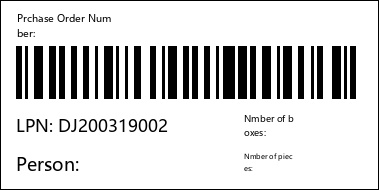 Prchase Order Num
ber:
LPN: DJ200319002
Nmber of b
oxes:
Person:
Nmber of piec
es: